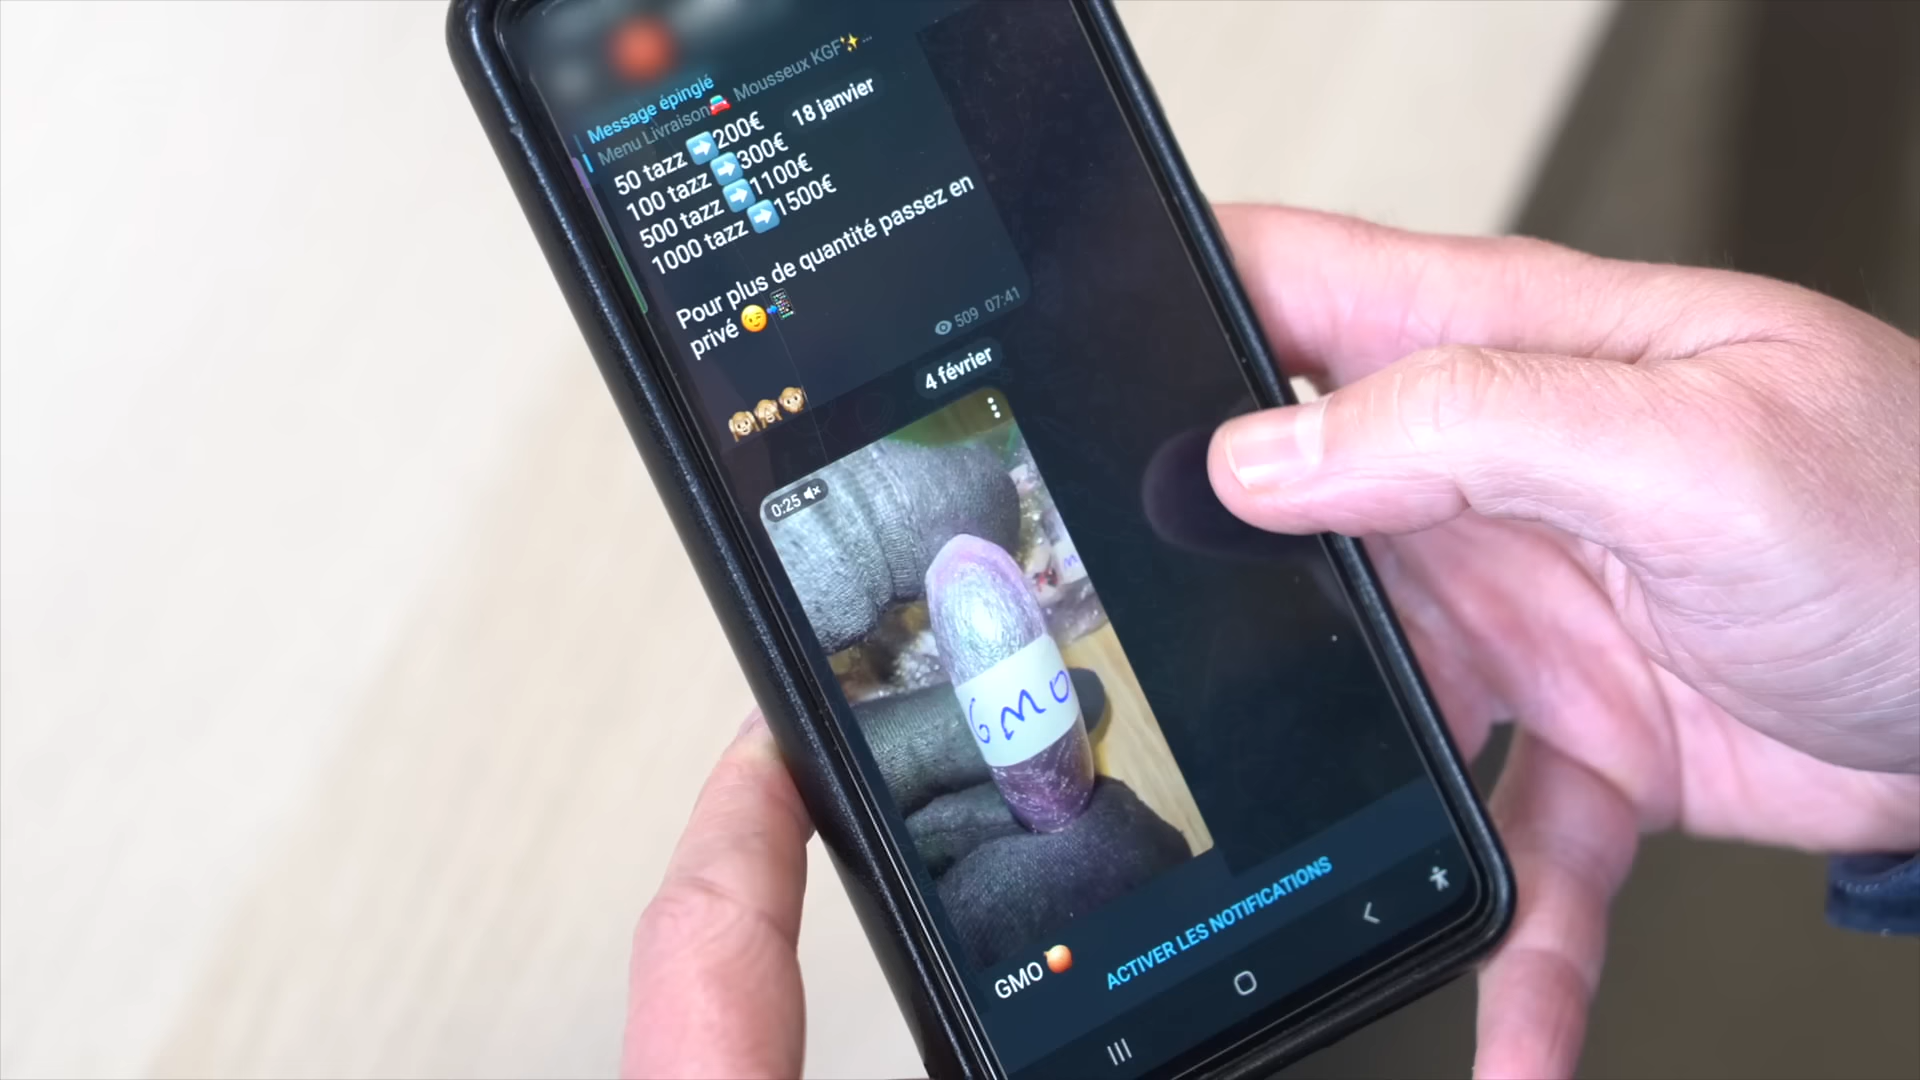 Message épinglé
Menu Livraison🚘 Mousseux KGF✨...
18 janvier
50 tazz ➡️200€
100 tazz ➡️300€
500 tazz ➡️1100€
1000 tazz ➡️1500€
Pour plus de quantité passez en
privé 😉📲
509 07:41
🙉🙈🐵
4 février
0:25
GMO
GMO 🧅
ACTIVER LES NOTIFICATIONS